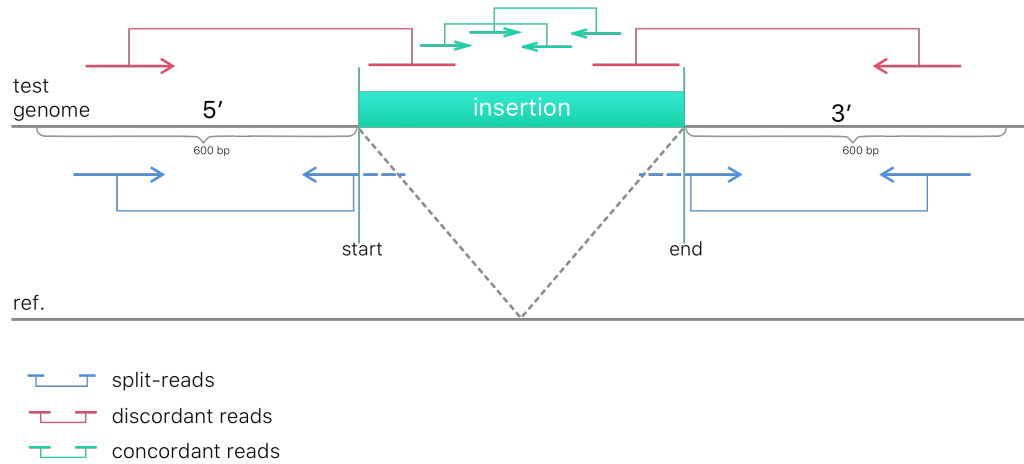 test
genome
5′
insertion
3′
600 bp
600 bp
start
end
ref.
split-reads
discordant reads
concordant reads